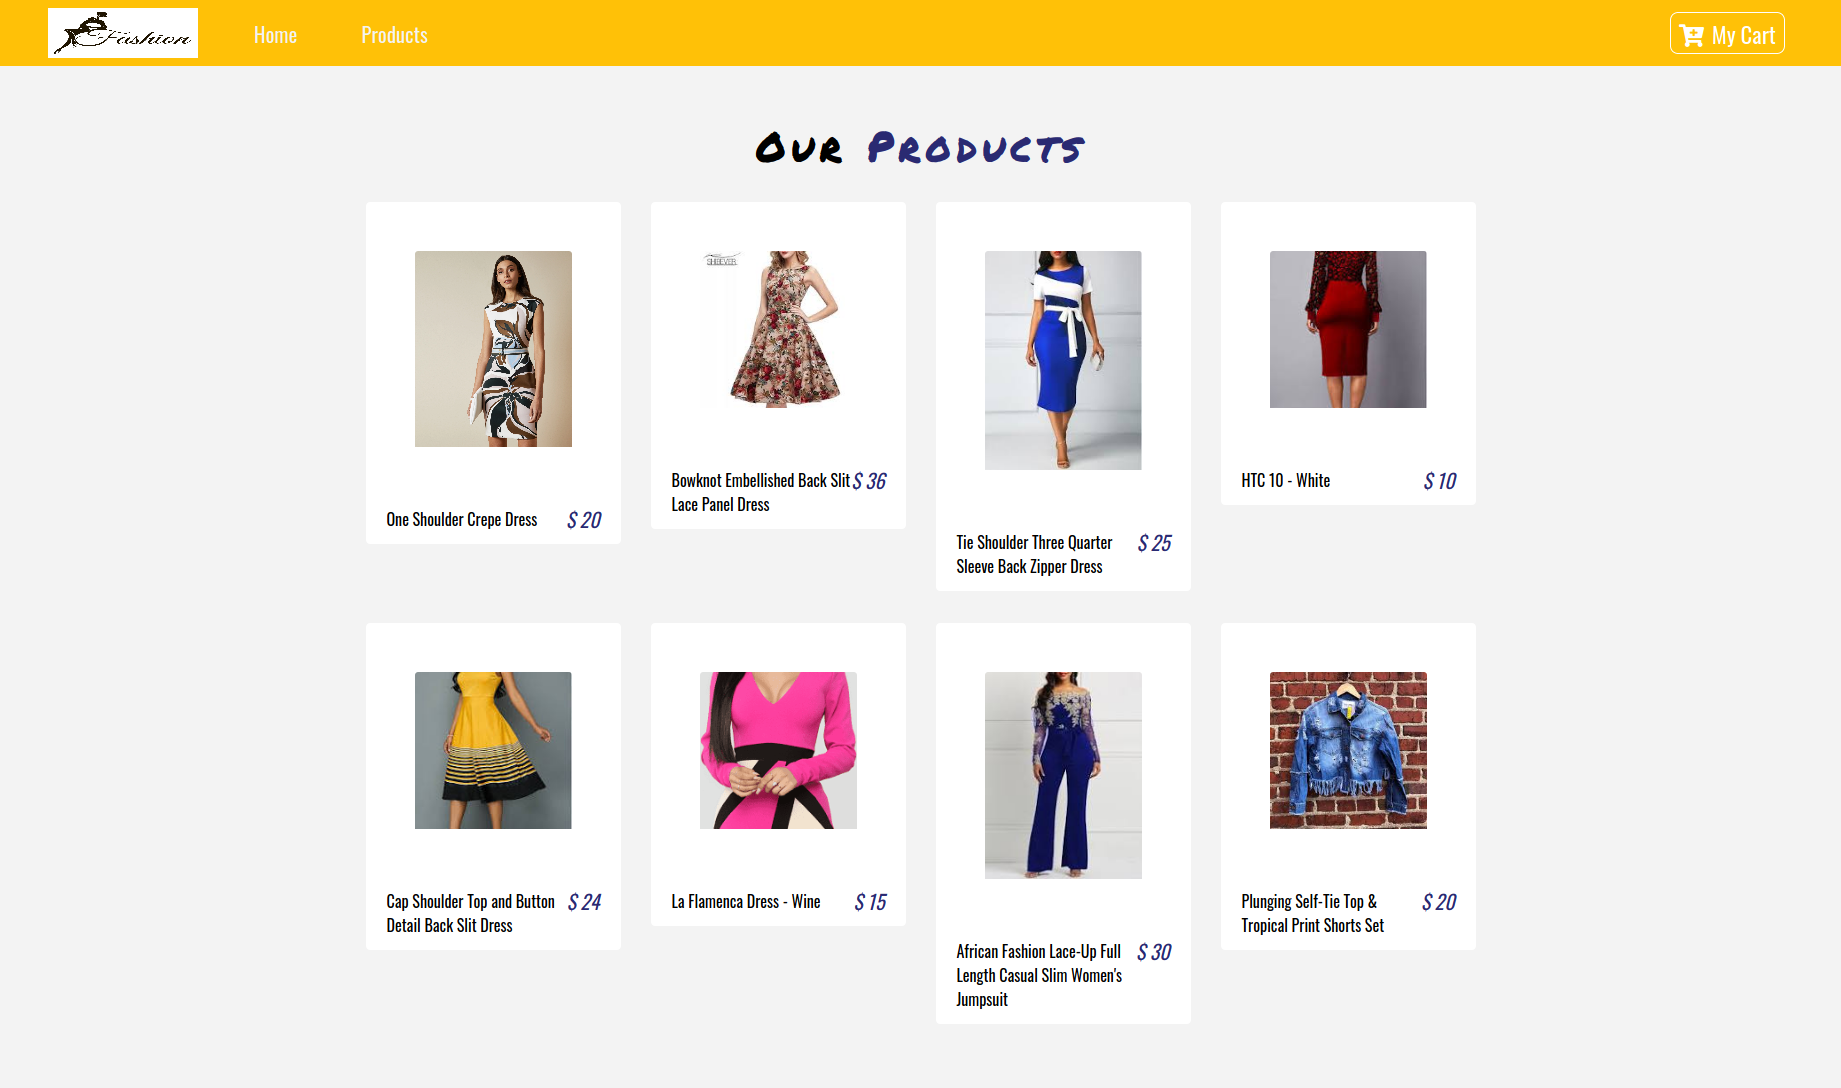 Fashion
Home
Products
My Cart
Our Products
One Shoulder Crepe Dress
$ 20
SHIBEVER
Bowknot Embellished Back Slit
Lace Panel Dress
$ 36
Tie Shoulder Three Quarter
Sleeve Back Zipper Dress
$ 25
HTC 10 - White
$ 10
Cap Shoulder Top and Button
Detail Back Slit Dress
$ 24
La Flamenca Dress - Wine
$ 15
African Fashion Lace-Up Full
Length Casual Slim Women's
Jumpsuit
$ 30
Plunging Self-Tie Top &
Tropical Print Shorts Set
$ 20